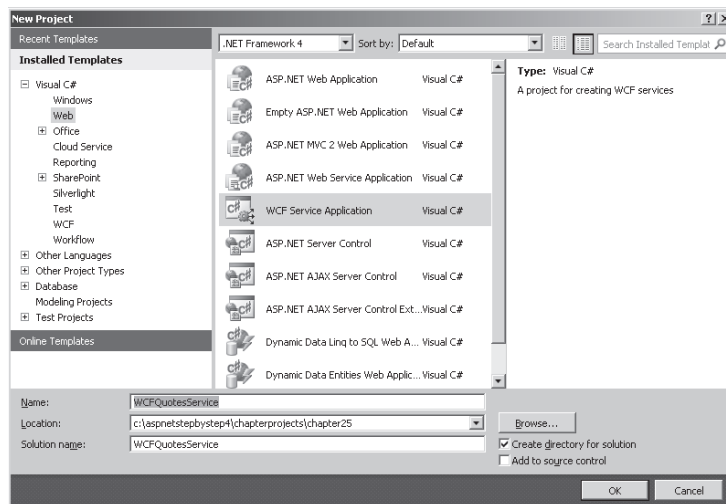 New Project
Recent Templates
.NET Framework 4
Sort by:
Default
Search Installed Templat
Installed Templates
Visual C#
Windows
Web
Office
Cloud Service
Reporting
SharePoint
Silverlight
Test
WCF
Workflow
Other Languages
Other Project Types
Database
Modeling Projects
Test Projects
Online Templates
ASP.NET Web Application Visual C#
Empty ASP.NET Web Application Visual C#
ASP.NET MVC 2 Web Application Visual C#
ASP.NET Web Service Application Visual C#
WCF Service Application Visual C#
ASP.NET Server Control Visual C#
ASP.NET AJAX Server Control Visual C#
ASP.NET AJAX Server Control Ext...Visual C#
Dynamic Data Linq to SQL Web A... Visual C#
Dynamic Data Entities Web Applic...Visual C#
Type: Visual C#
A project for creating WCF services
Name:
WCFQuotesService
Location:
c:\aspnetstepbystep4\chapterprojects\chapter25
Browse...
Solution name:
WCFQuotesService
Create directory for solution
Add to source control
OK
Cancel